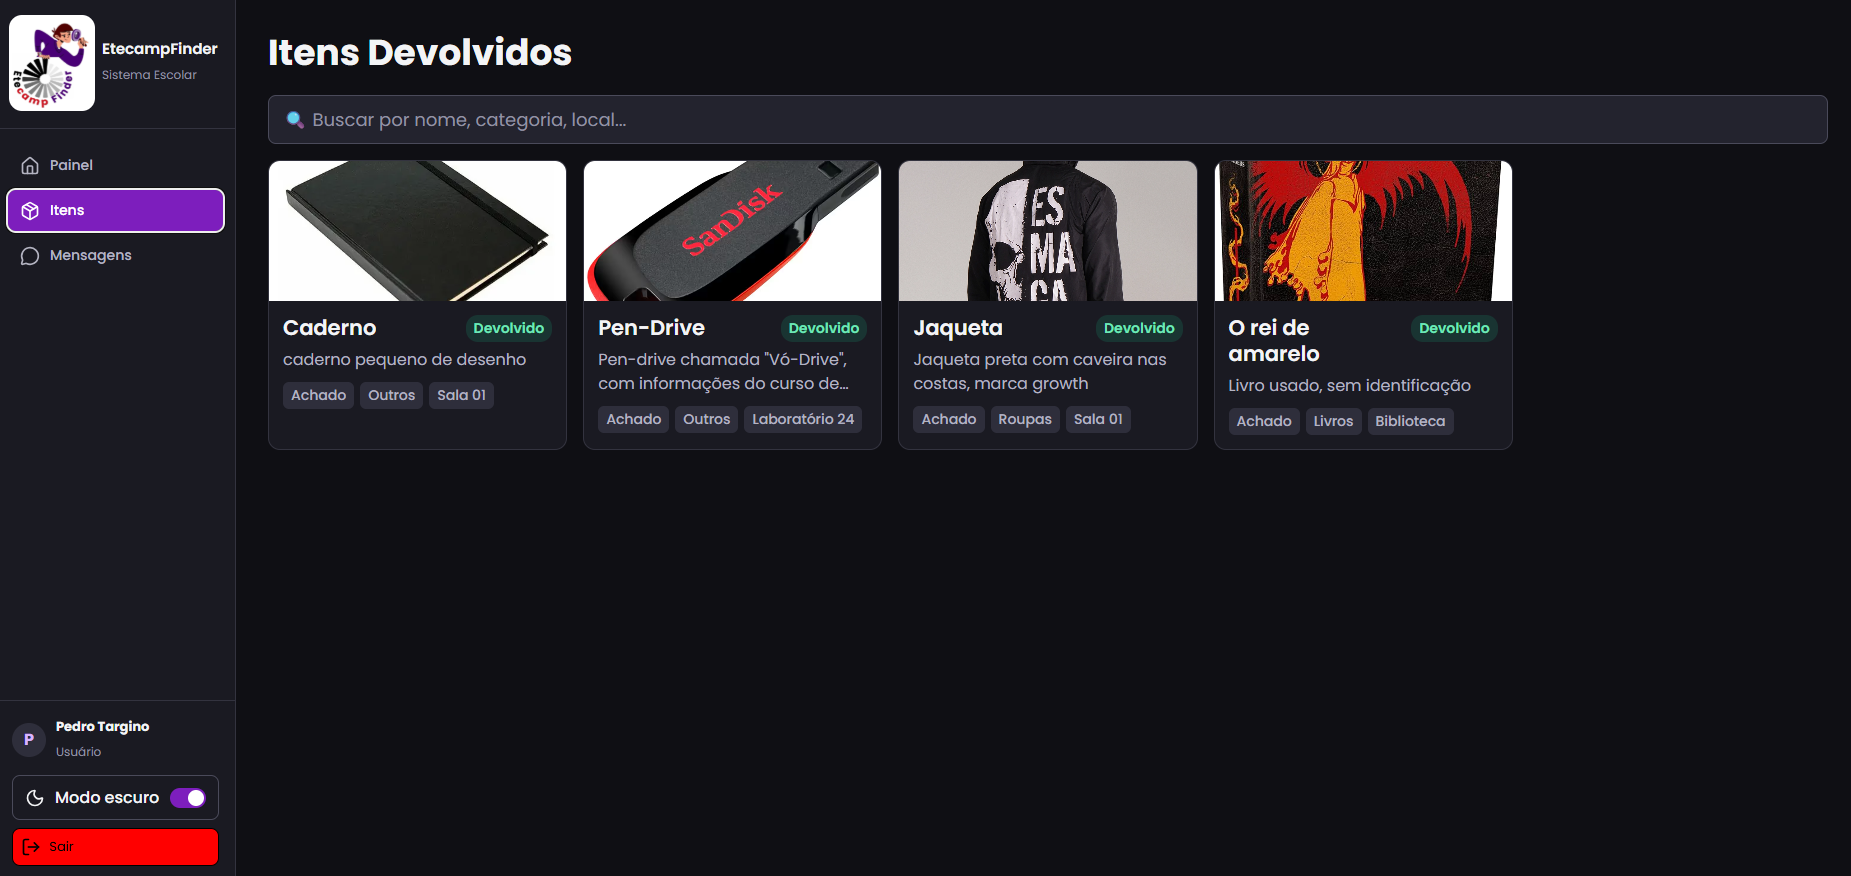 Etecamp Finder
EtecampFinder
Sistema Escolar
Painel
Itens
Mensagens
Pedro Targino
P
Usuário
Modo escuro
Sair
Itens Devolvidos
Buscar por nome, categoria, local...
Caderno
Devolvido
caderno pequeno de desenho
Achado Outros Sala 01
SanDisk
Pen-Drive
Devolvido
Pen-drive chamada "Vó-Drive",
com informações do curso de...
Achado Outros Laboratório 24
ES
MA
GA
Jaqueta
Devolvido
Jaqueta preta com caveira nas
costas, marca growth
Achado Roupas Sala 01
O rei de
amarelo
Devolvido
Livro usado, sem identificação
Achado Livros Biblioteca